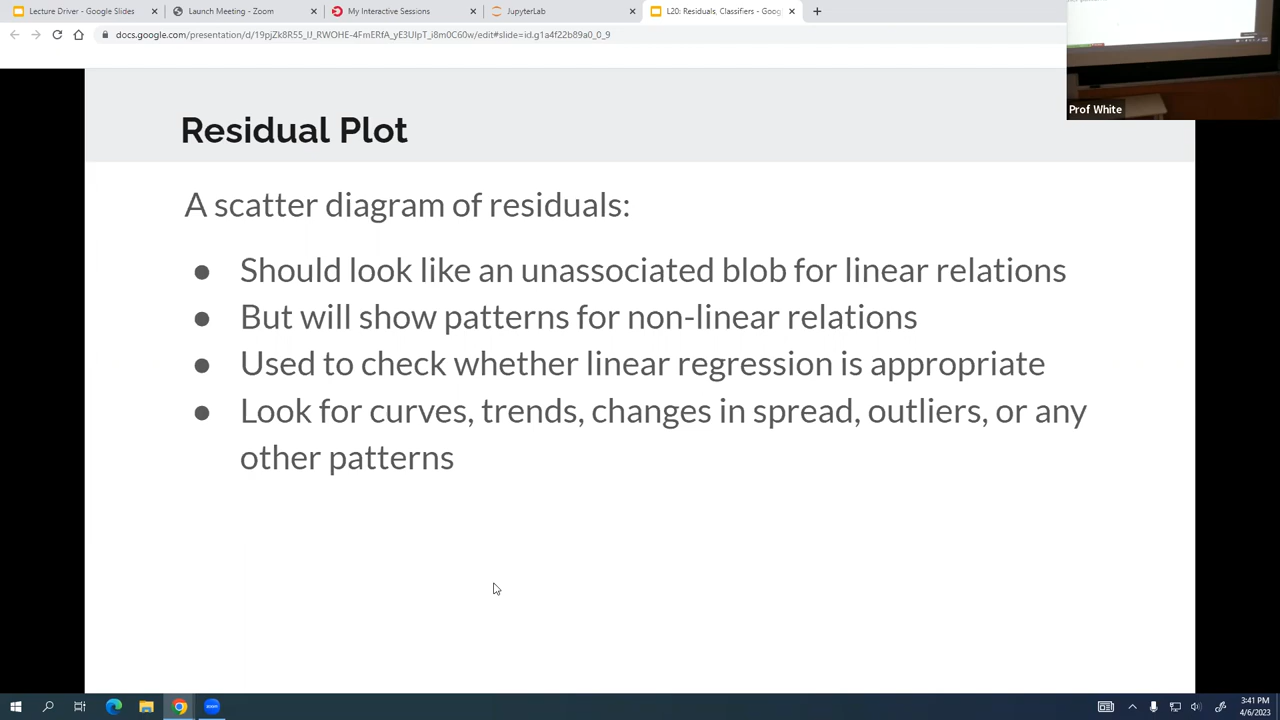 Lecture Driver - Google Slides
Launch Meeting - Zoom
My Interactive Sessions
JupyterLab
L20: Residuals, Classifiers - Goog
docs.google.com/presentation/d/19pjZk8R55_IJ_RWOHE-4FmERfA_yE3UIpT_i8m0C60w/edit#slide=id.g1a4f22b89a0_0_9
Prof White
Residual Plot
A scatter diagram of residuals:
● Should look like an unassociated blob for linear relations
● But will show patterns for non-linear relations
● Used to check whether linear regression is appropriate
● Look for curves, trends, changes in spread, outliers, or any
other patterns
zoom
3:41 PM
4/6/2023